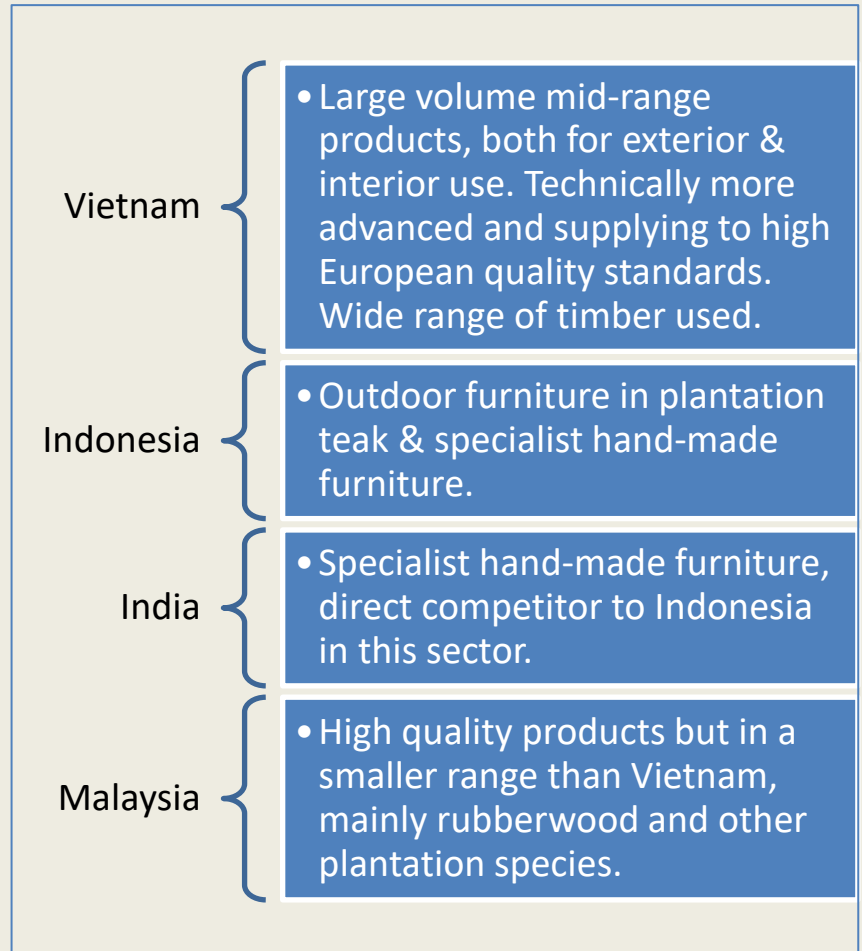 Vietnam
• Large volume mid-range
products, both for exterior &
interior use. Technically more
advanced and supplying to high
European quality standards.
Wide range of timber used.
Indonesia
• Outdoor furniture in plantation
teak & specialist hand-made
furniture.
India
• Specialist hand-made furniture,
direct competitor to Indonesia
in this sector.
Malaysia
• High quality products but in a
smaller range than Vietnam,
mainly rubberwood and other
plantation species.